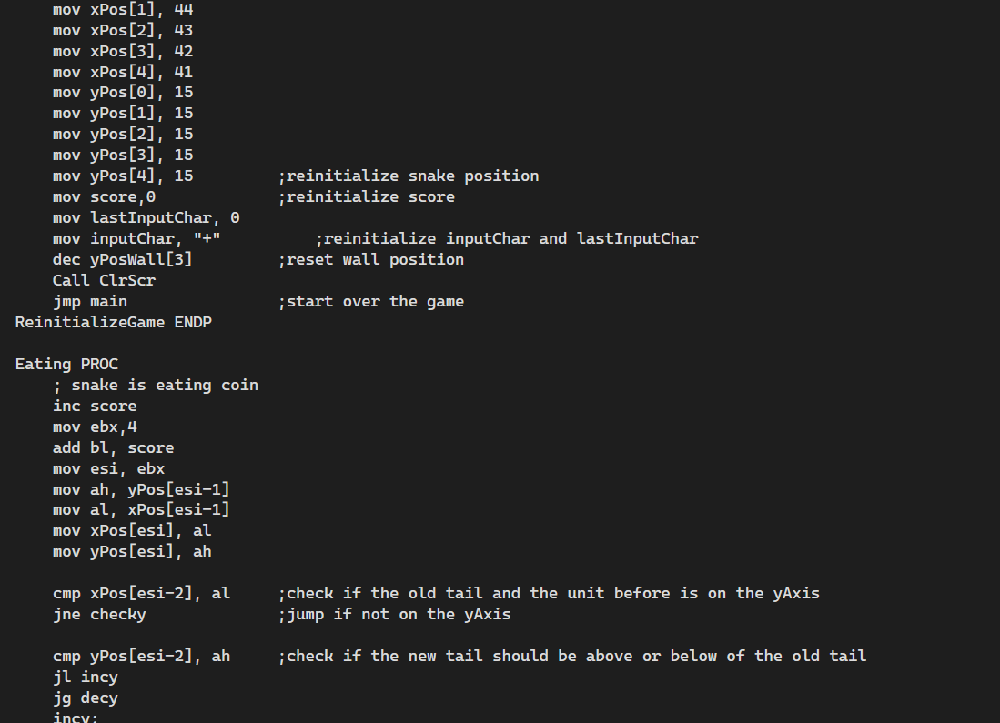 mov xPos[1], 44
mov xPos[2], 43
mov xPos[3], 42
mov xPos[4], 41
mov yPos[0], 15
mov yPos[1], 15
mov yPos[2], 15
mov yPos[3], 15
mov yPos[4], 15 ;reinitialize snake position
mov score,0 ;reinitialize score
mov lastInputChar, 0
mov inputChar, "+" ;reinitialize inputChar and lastInputChar
dec yPosWall[3] ;reset wall position
Call ClrScr
jmp main ;start over the game
ReinitializeGame ENDP
Eating PROC
; snake is eating coin
inc score
mov ebx,4
add bl, score
mov esi, ebx
mov ah, yPos[esi-1]
mov al, xPos[esi-1]
mov xPos[esi], al
mov yPos[esi], ah
cmp xPos[esi-2], al ;check if the old tail and the unit before is on the yAxis
jne checky ;jump if not on the yAxis
cmp yPos[esi-2], ah ;check if the new tail should be above or below of the old tail
jl incy
jg decy
incy: